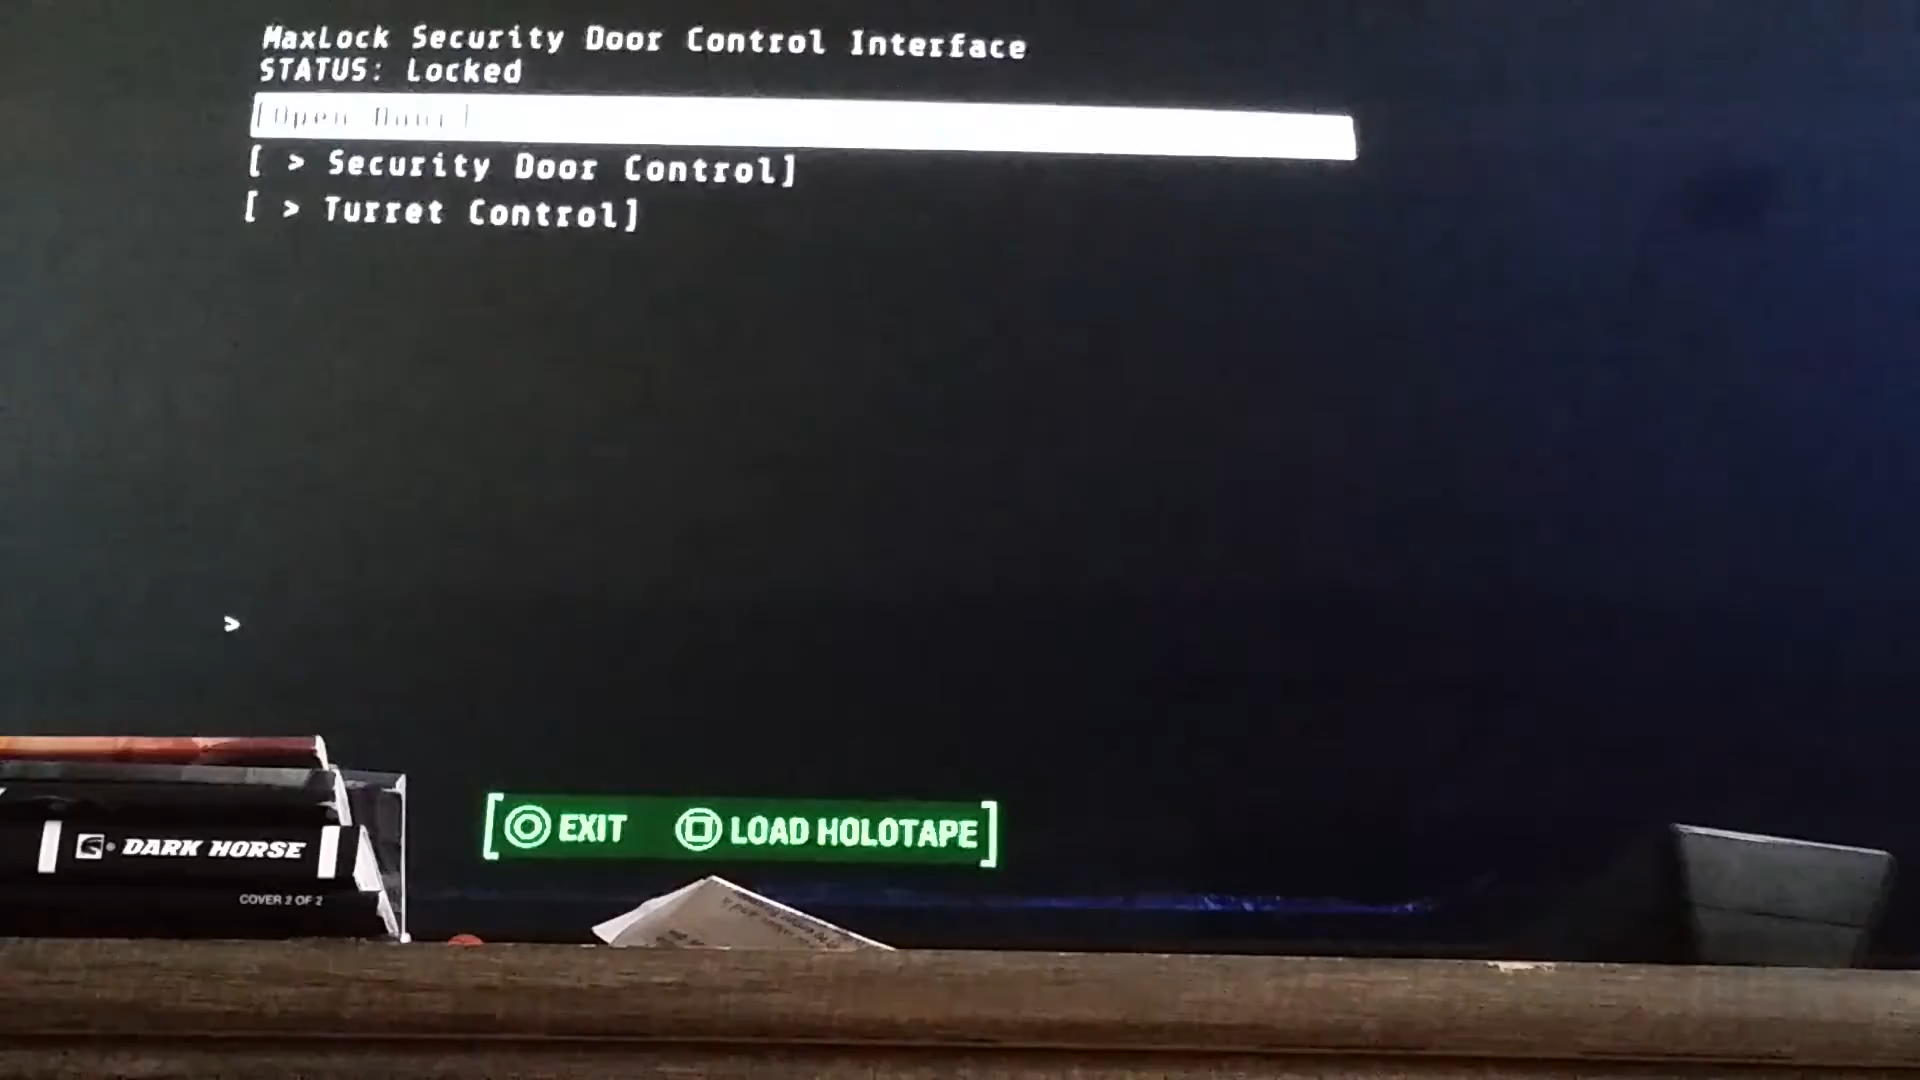 MaxLock Security Door Control Interface
STATUS: Locked
[Open Door]
[ > Security Door Control]
[ > Turret Control]
>
EXIT LOAD HOLOTAPE
DARK HORSE
COVER 2 OF 2